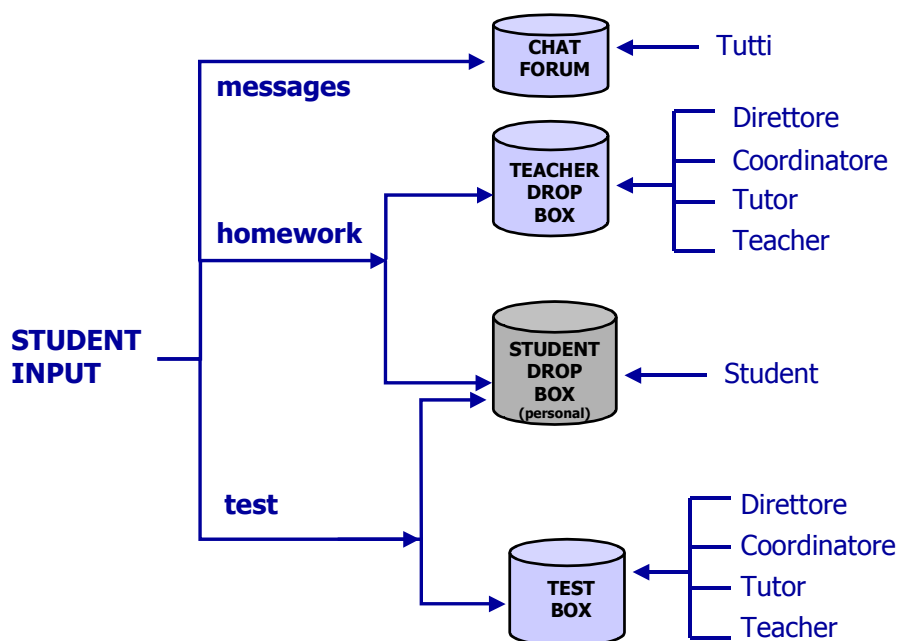 CHAT
FORUM
Tutti
messages
Direttore
Coordinatore
Tutor
Teacher
TEACHER
DROP
BOX
homework
STUDENT
INPUT
STUDENT
DROP
BOX
(personal)
Student
test
Direttore
Coordinatore
Tutor
Teacher
TEST
BOX